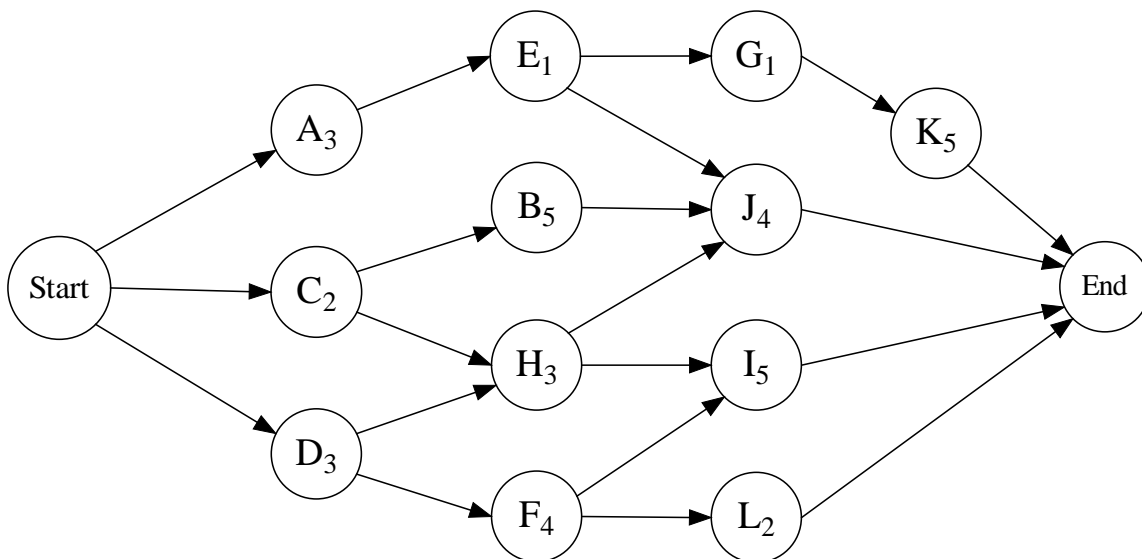 E₁
G₁
A₃
K₅
B₅
J₄
Start
C₂
End
H₃
I₅
D₃
F₄
L₂